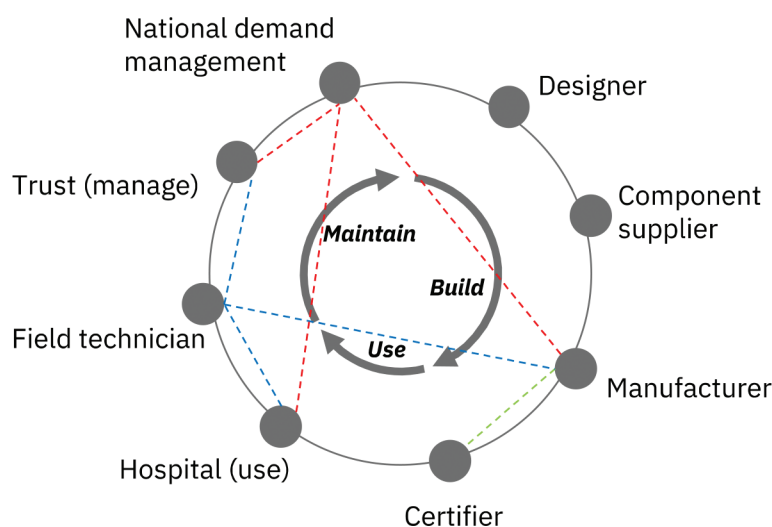 National demand
management
Designer
Trust (manage)
Component
supplier
Maintain
Build
Field technician
Use
Manufacturer
Hospital (use)
Certifier